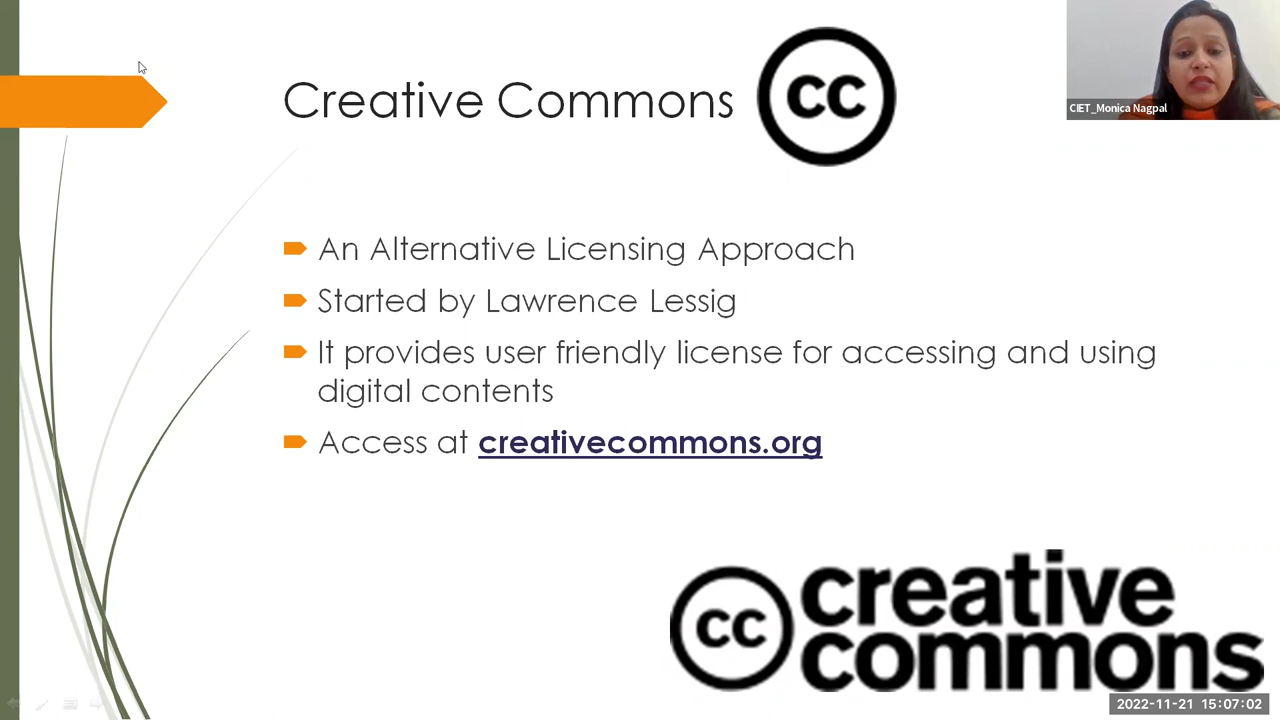 Creative Commons
cc
CIET_Monica Nagpal
An Alternative Licensing Approach
Started by Lawrence Lessig
It provides user friendly license for accessing and using
digital contents
Access at creativecommons.org
cc
creative
commons
2022-11-21 15:07:02